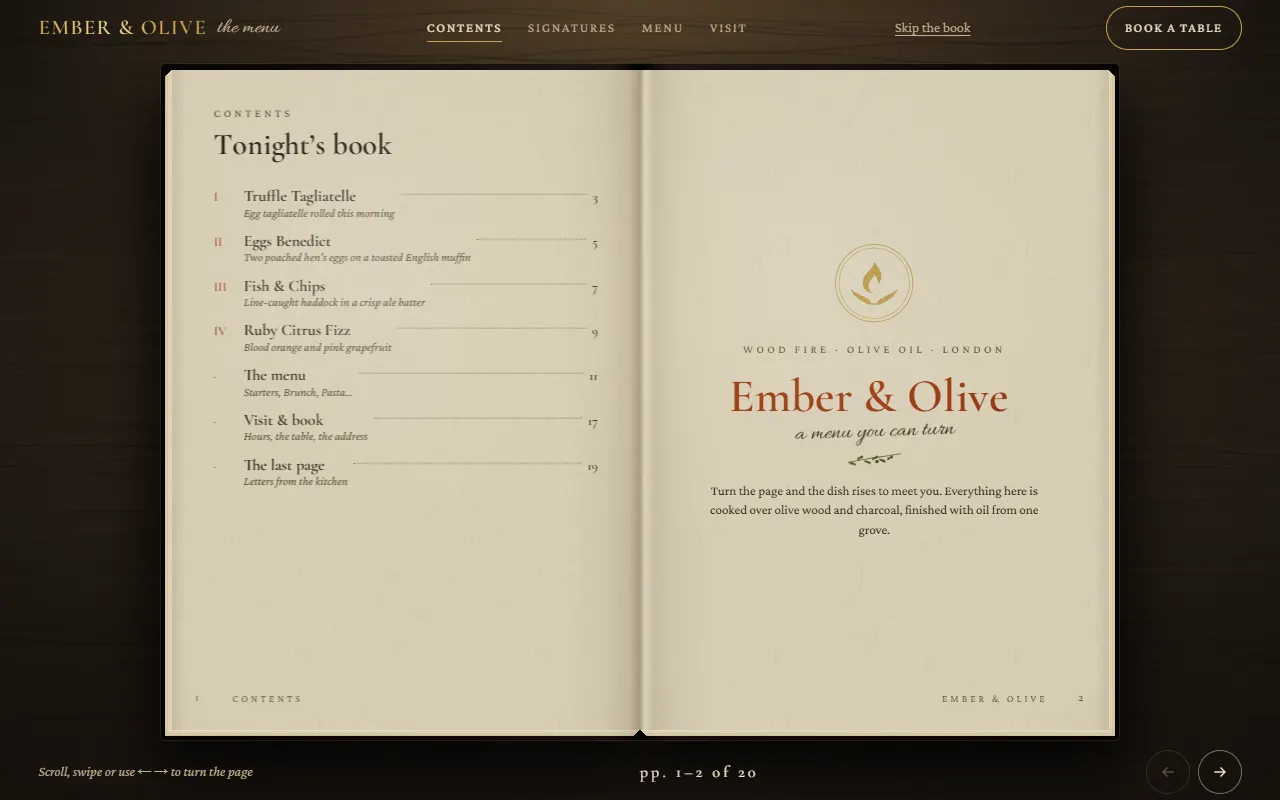 EMBER & OLIVE the menu
CONTENTS SIGNATURES MENU VISIT
Skip the book
BOOK A TABLE
CONTENTS
Tonight's book
I Truffle Tagliatelle 3
Egg tagliatelle rolled this morning
II Eggs Benedict 5
Two poached hen's eggs on a toasted English muffin
III Fish & Chips 7
Line-caught haddock in a crisp ale batter
IV Ruby Citrus Fizz 9
Blood orange and pink grapefruit
· The menu 11
Starters, Brunch, Pasta…
· Visit & book 17
Hours, the table, the address
· The last page 19
Letters from the kitchen
1 CONTENTS
WOOD FIRE · OLIVE OIL · LONDON
Ember & Olive
a menu you can turn
Turn the page and the dish rises to meet you. Everything here is
cooked over olive wood and charcoal, finished with oil from one
grove.
EMBER & OLIVE 2
Scroll, swipe or use ← → to turn the page
pp. 1–2 of 20
← →